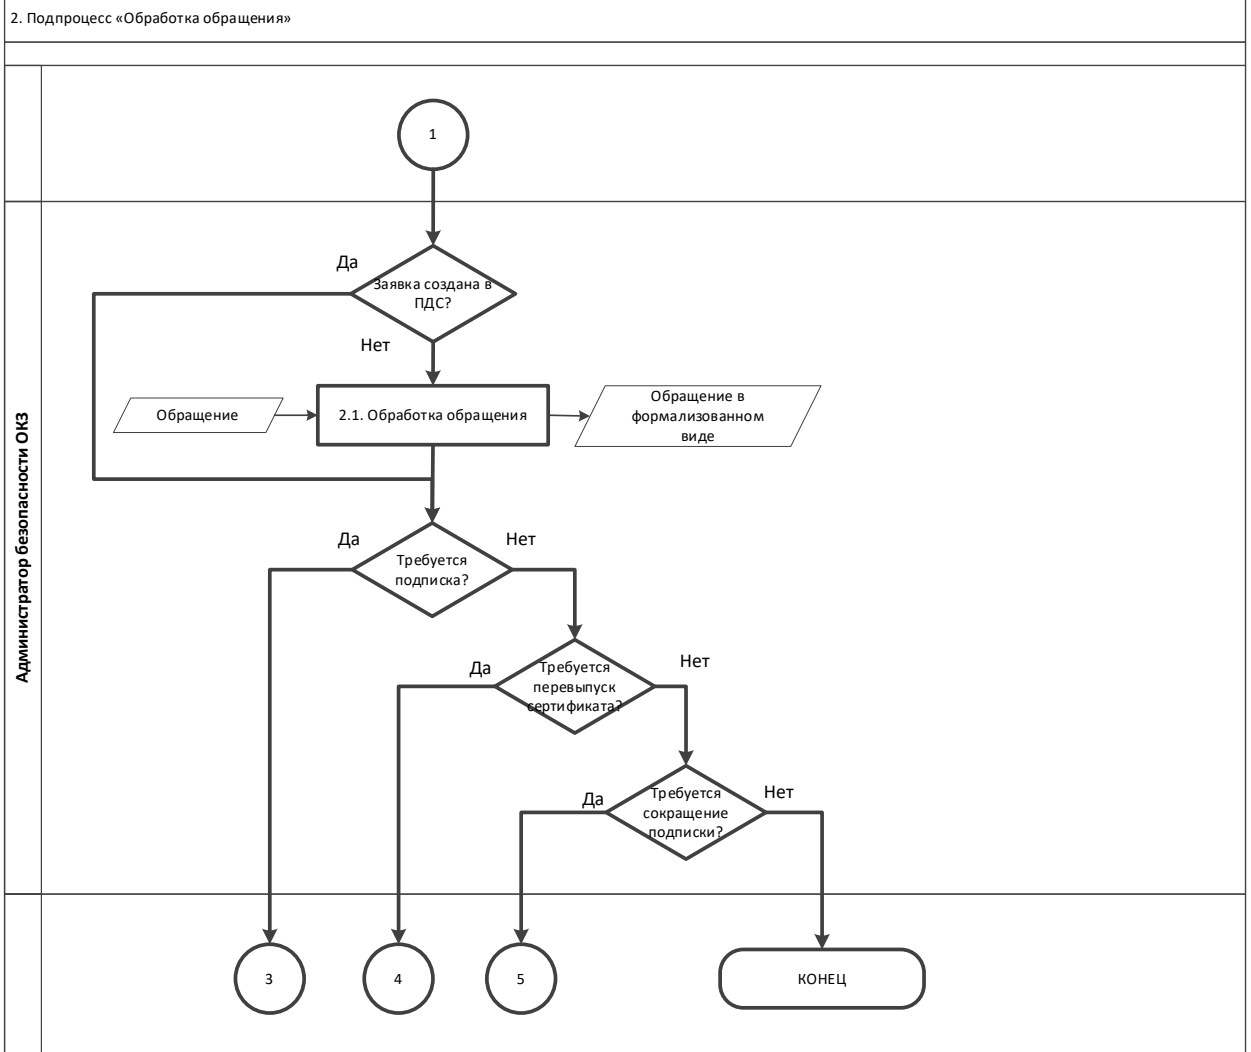 2. Подпроцесс «Обработка обращения»
1
Да
Заявка создана в
ПДС?
Нет
Обращение
2.1. Обработка обращения
Обращение в
формализованном
виде
Администратор безопасности ОКЗ
Да
Требуется
подписка?
Нет
Да
Требуется
перевыпуск
сертификата?
Нет
Да
Требуется
сокращение
подписки?
Нет
3
4
5
КОНЕЦ